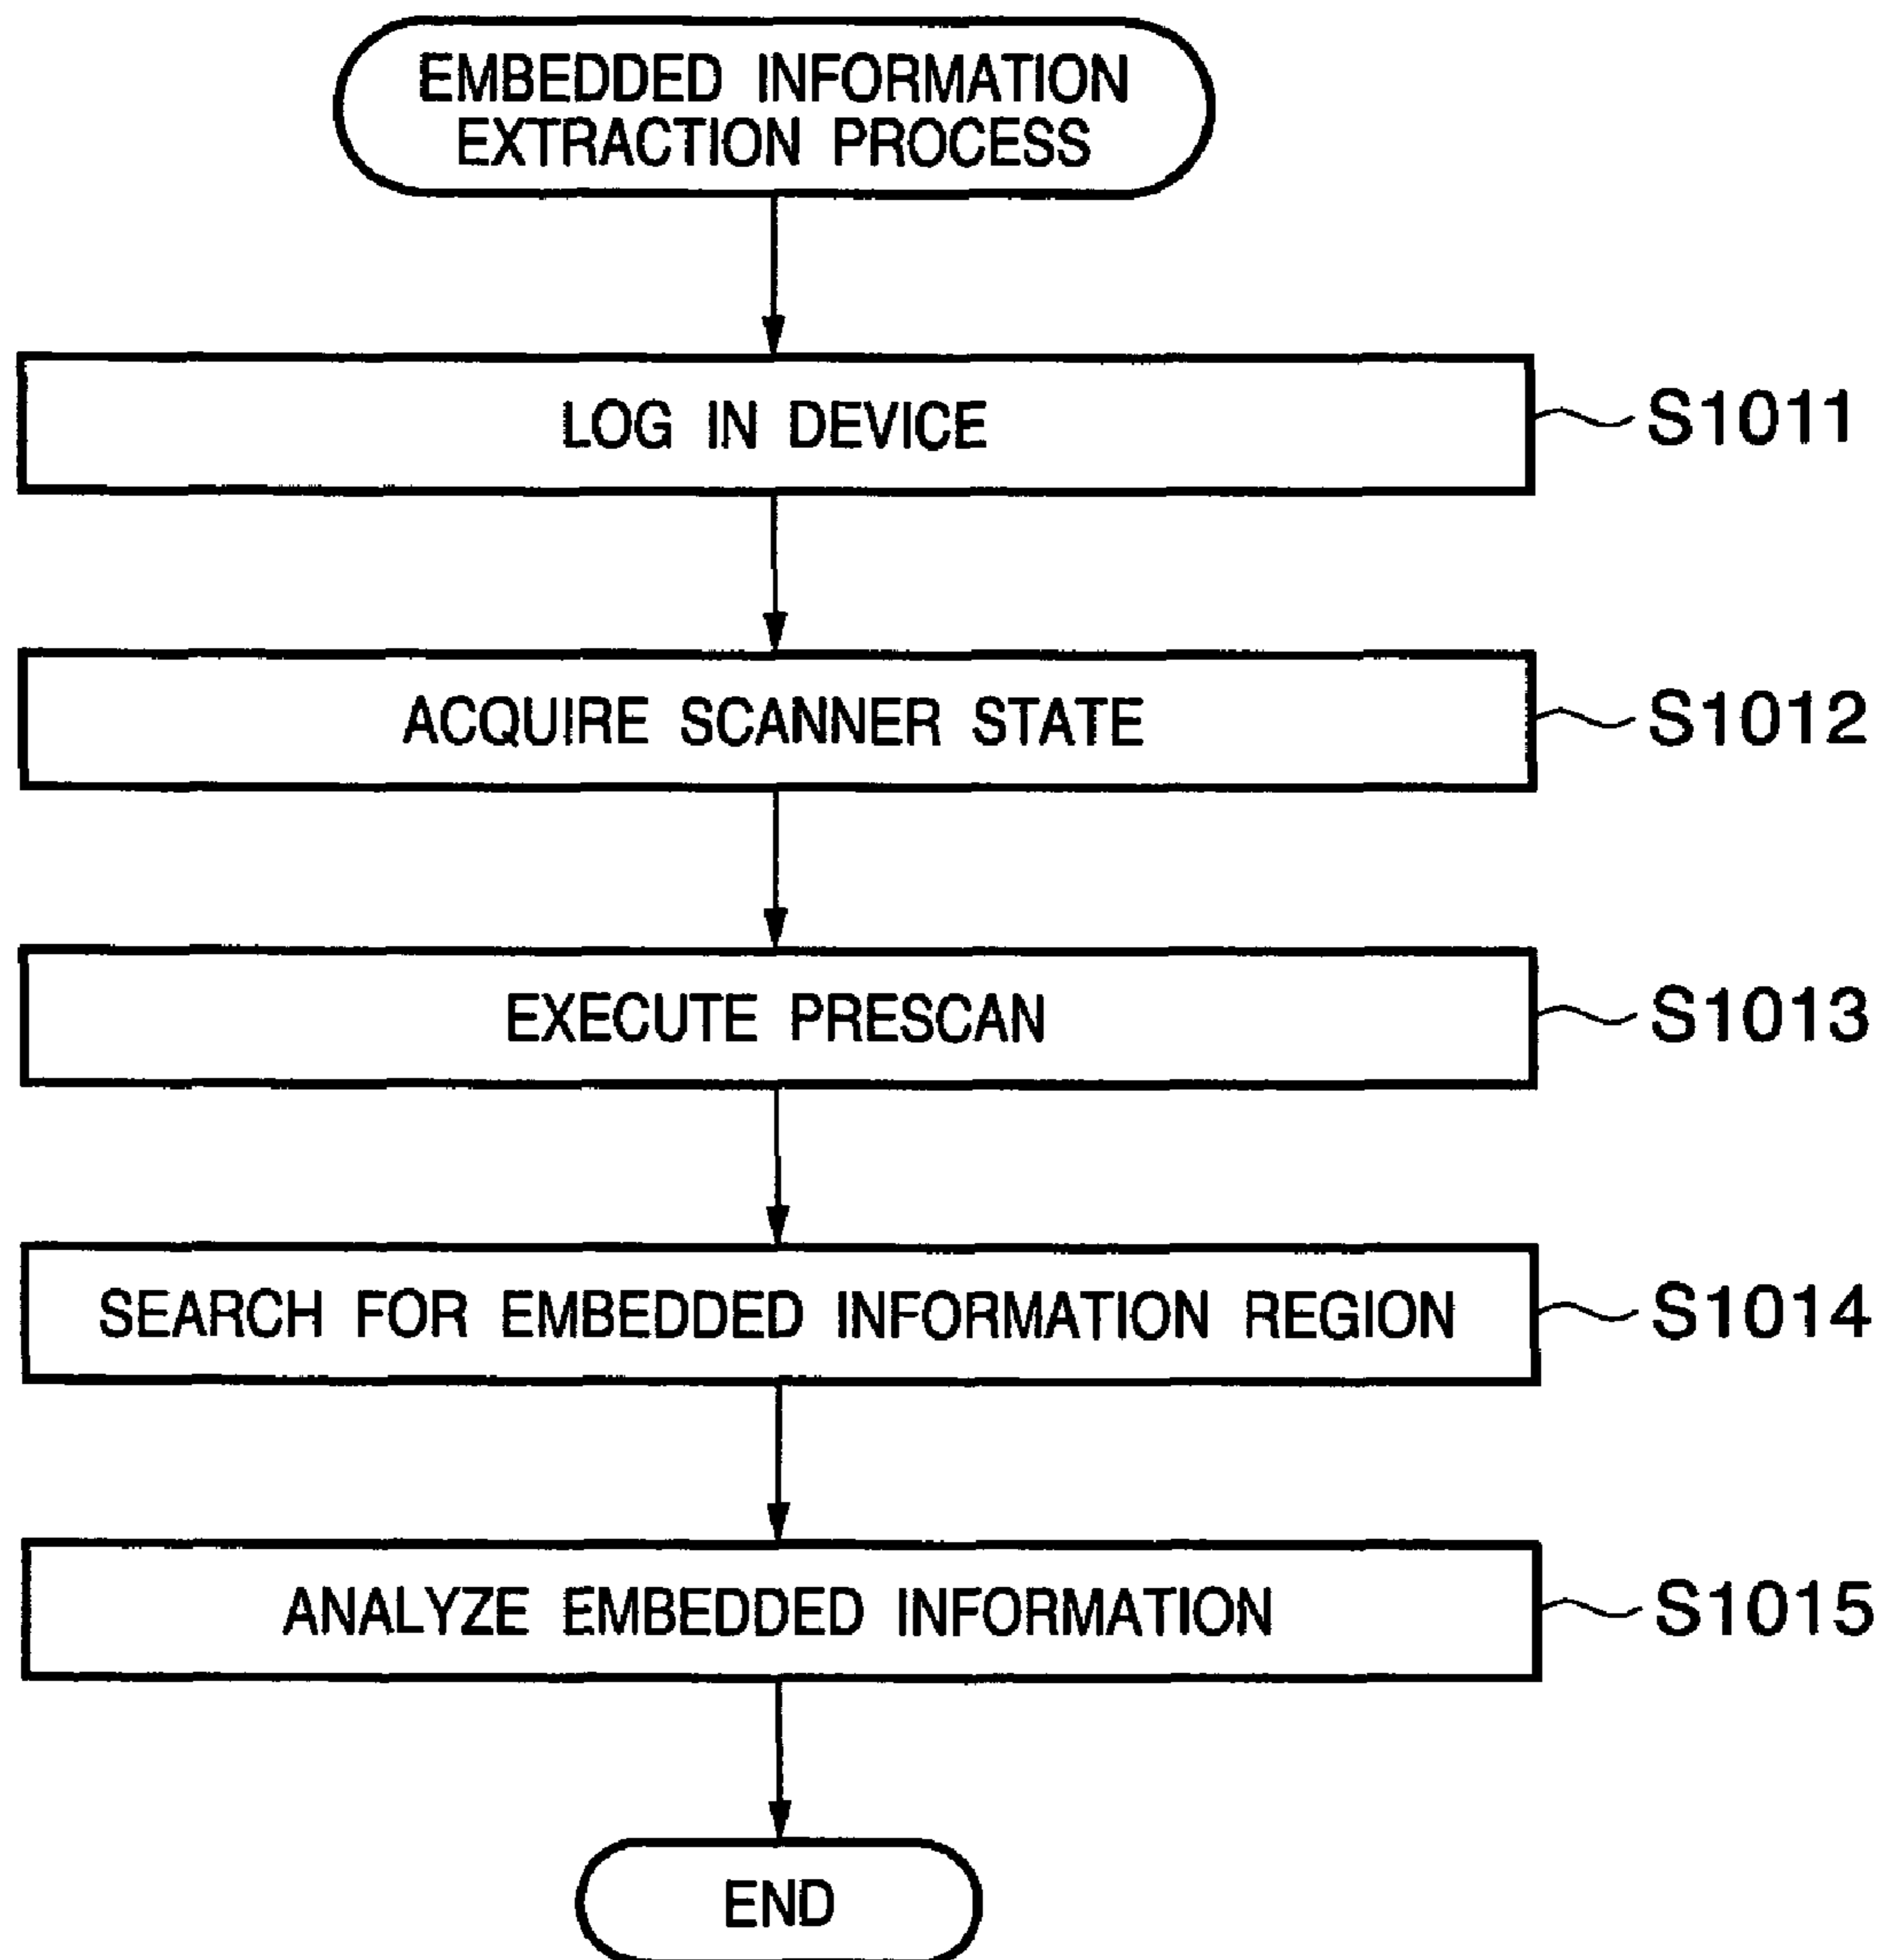 EMBEDDED INFORMATION
EXTRACTION PROCESS
LOG IN DEVICE
S1011
ACQUIRE SCANNER STATE
S1012
EXECUTE PRESCAN
S1013
SEARCH FOR EMBEDDED INFORMATION REGION
S1014
ANALYZE EMBEDDED INFORMATION
S1015
END